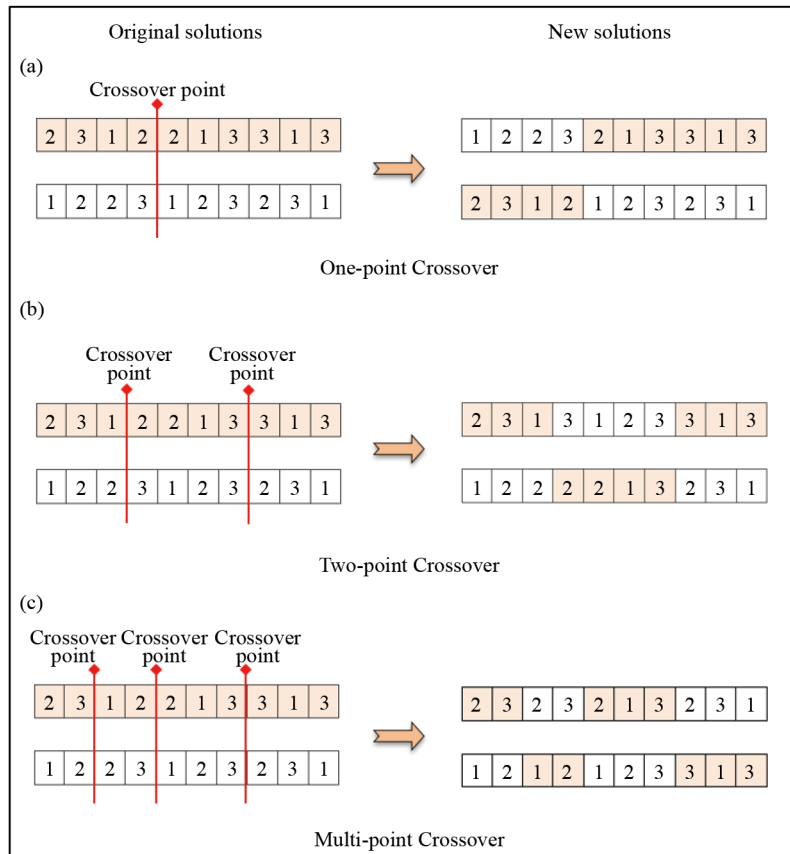 Original solutions New solutions
(a)
Crossover point
2 3 1 2 2 1 3 3 1 3 1 2 2 3 2 1 3 3 1 3
1 2 2 3 1 2 3 2 3 1 2 3 1 2 1 2 3 2 3 1
One-point Crossover
(b)
Crossover Crossover
point point
2 3 1 2 2 1 3 3 1 3 2 3 1 3 1 2 3 3 1 3
1 2 2 3 1 2 3 2 3 1 1 2 2 2 2 1 3 2 3 1
Two-point Crossover
(c)
Crossover Crossover Crossover
point point point
2 3 1 2 2 1 3 3 1 3 2 3 2 3 2 1 3 2 3 1
1 2 2 3 1 2 3 2 3 1 1 2 1 2 1 2 3 3 1 3
Multi-point Crossover